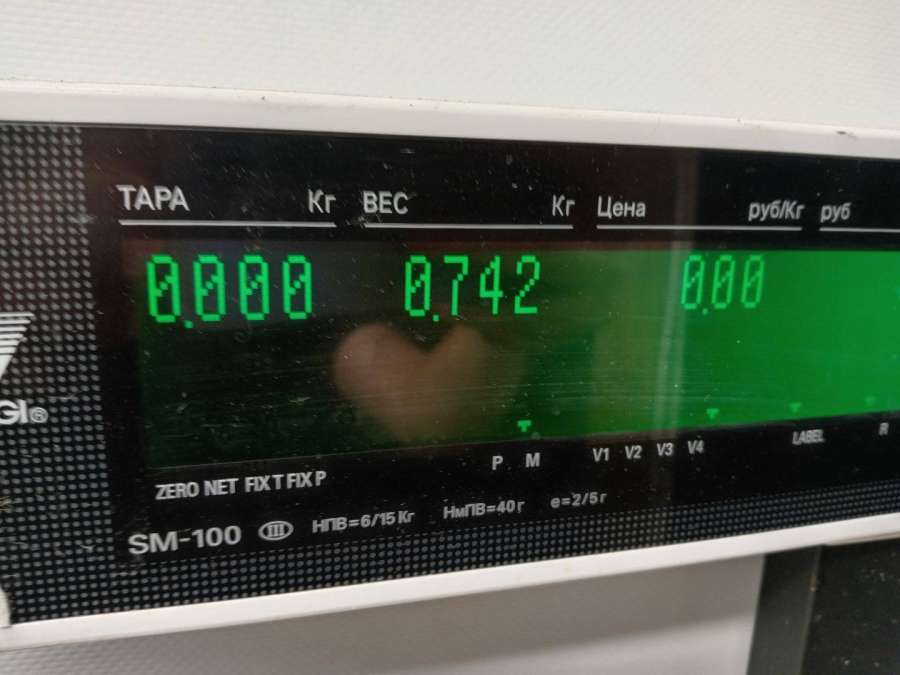 ТАРА Кг ВЕС Кг Цена руб/Кг руб
0.000 0.742 0.00
GI®
P M V1 V2 V3 V4 LABEL R
ZERO NET FIX T FIX P
SM-100 III НПВ=6/15 Кг НмПВ=40 г e=2/5 г